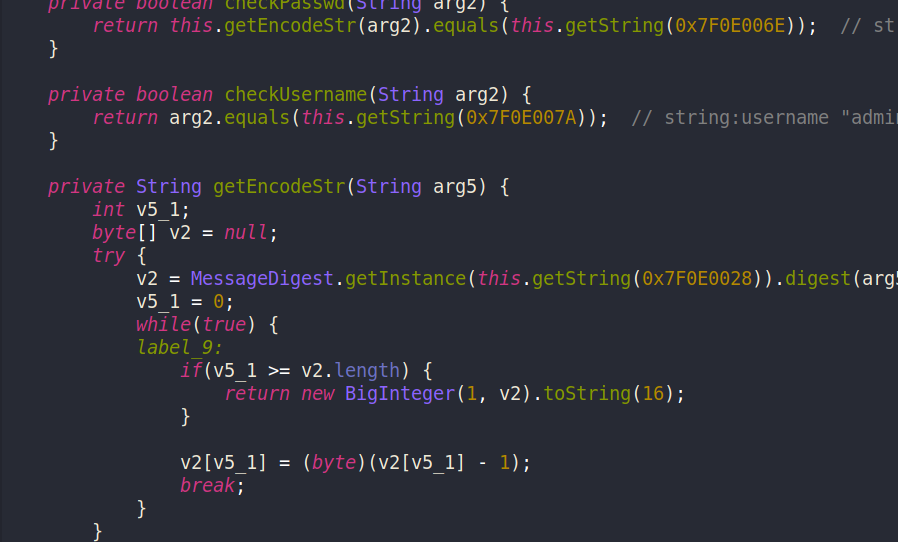 private boolean checkPasswd(String arg2) {
return this.getEncodeStr(arg2).equals(this.getString(0x7F0E006E)); // st
}
private boolean checkUsername(String arg2) {
return arg2.equals(this.getString(0x7F0E007A)); // string:username "admi
}
private String getEncodeStr(String arg5) {
int v5_1;
byte[] v2 = null;
try {
v2 = MessageDigest.getInstance(this.getString(0x7F0E0028)).digest(arg5
v5_1 = 0;
while(true) {
label_9:
if(v5_1 >= v2.length) {
return new BigInteger(1, v2).toString(16);
}
v2[v5_1] = (byte)(v2[v5_1] - 1);
break;
}
}